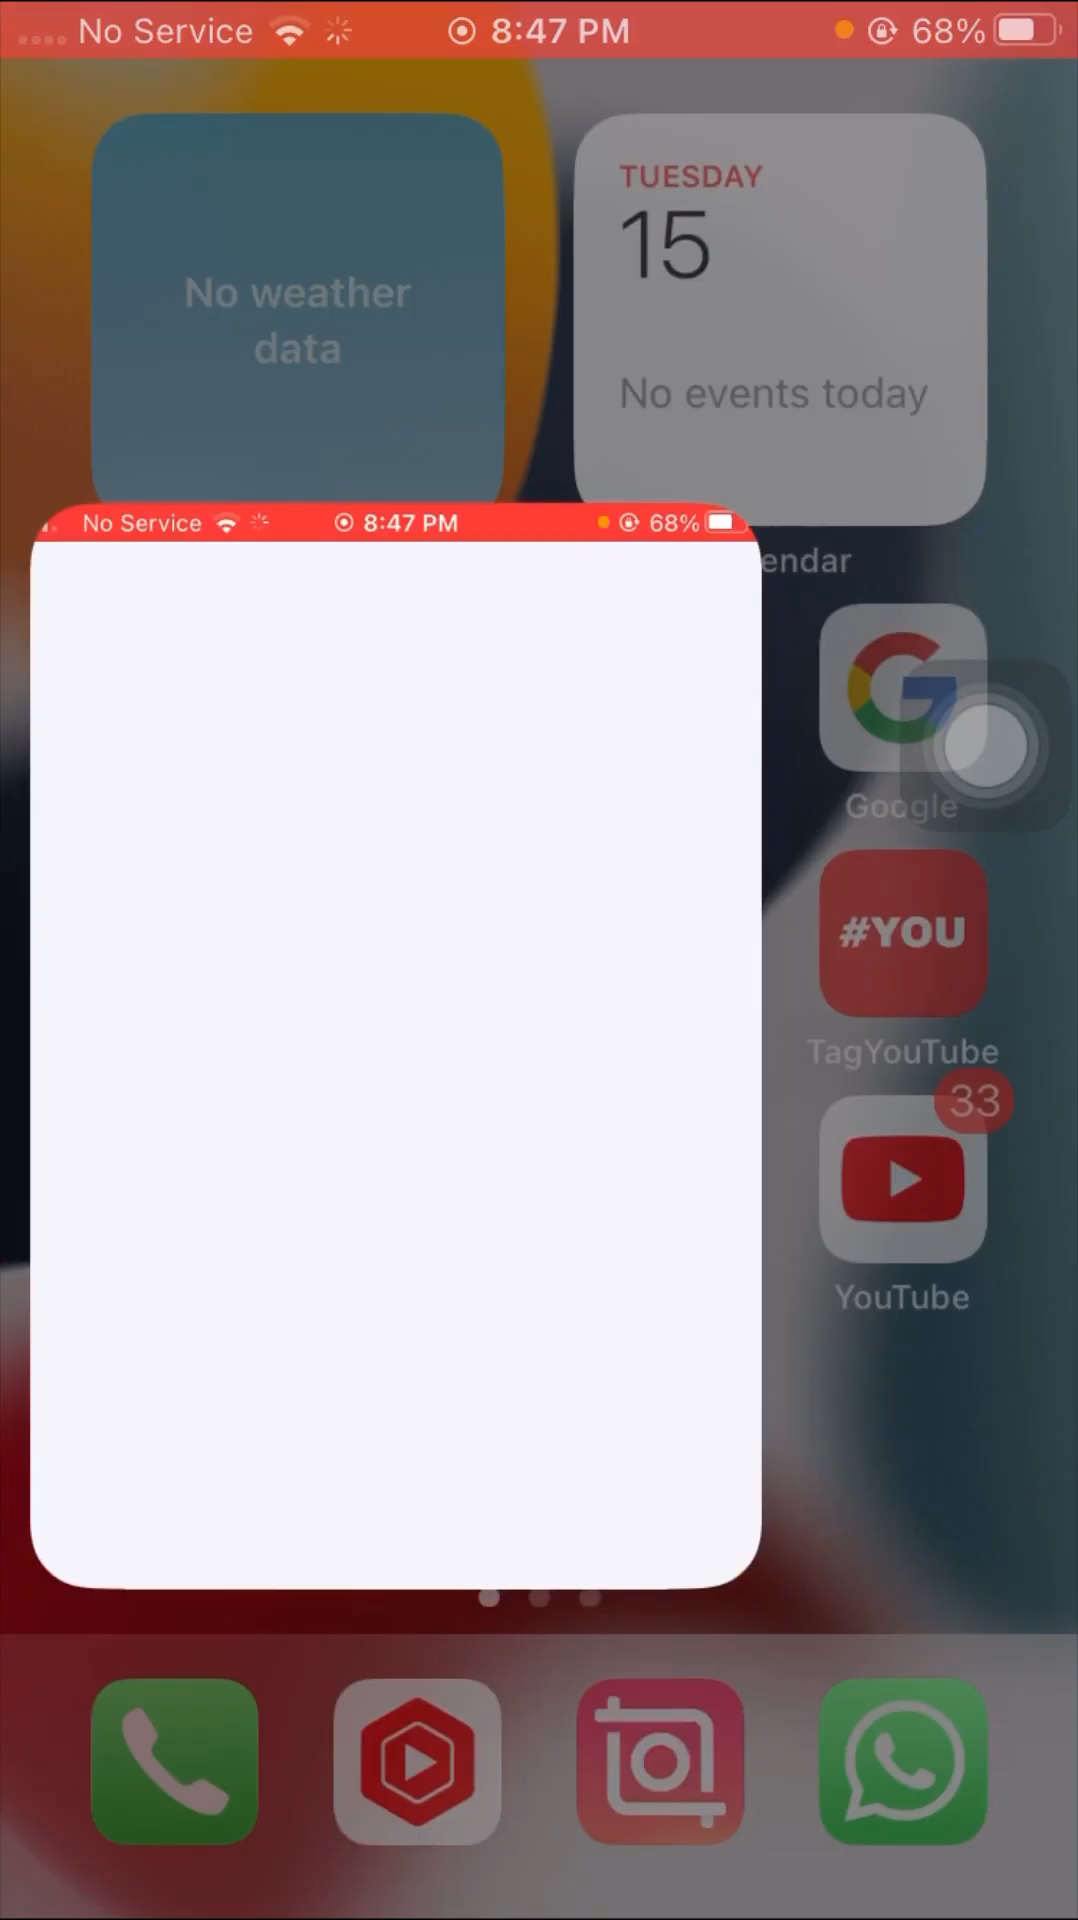 No Service 8:47 PM 68%
No weather
data
TUESDAY
15
No events today
No Service 8:47 PM 68%
endar
Google
#YOU
TagYouTube
33
YouTube